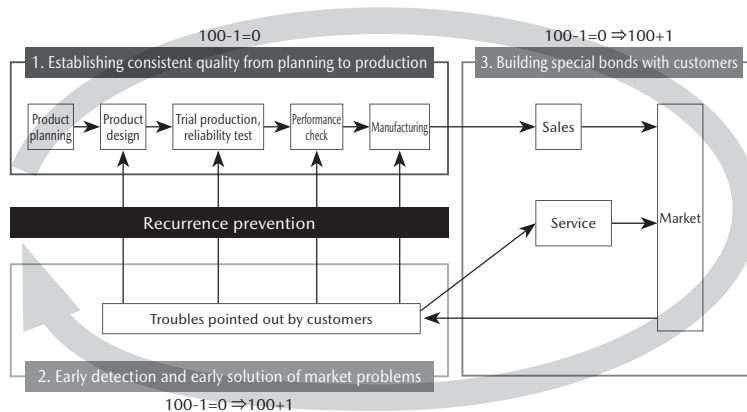 100-1=0
100-1=0 ⇒100+1
1. Establishing consistent quality from planning to production
3. Building special bonds with customers
Product
planning
Product
design
Trial production,
reliability test
Performance
check
Manufacturing
Sales
Market
Recurrence prevention
Service
Troubles pointed out by customers
2. Early detection and early solution of market problems
100-1=0 ⇒100+1